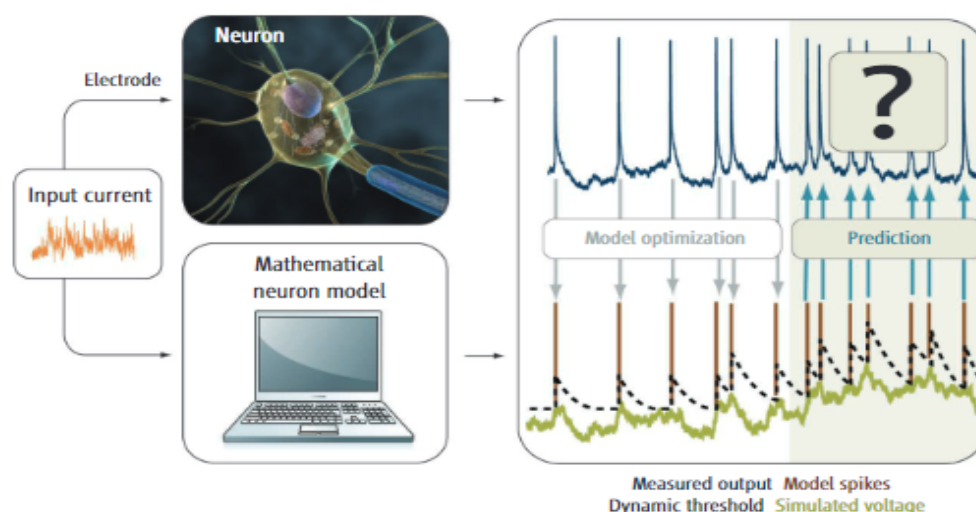 Neuron
Electrode
Input current
Mathematical
neuron model
?
Model optimization
Prediction
Measured output Model spikes
Dynamic threshold Simulated voltage